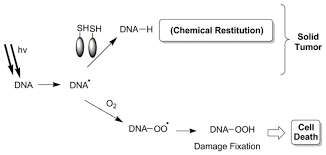 hν
SH SH
DNA–H
(Chemical Restitution)
Solid
Tumor
DNA
DNA•
O2
DNA–OO•
DNA–OOH
Damage Fixation
Cell
Death